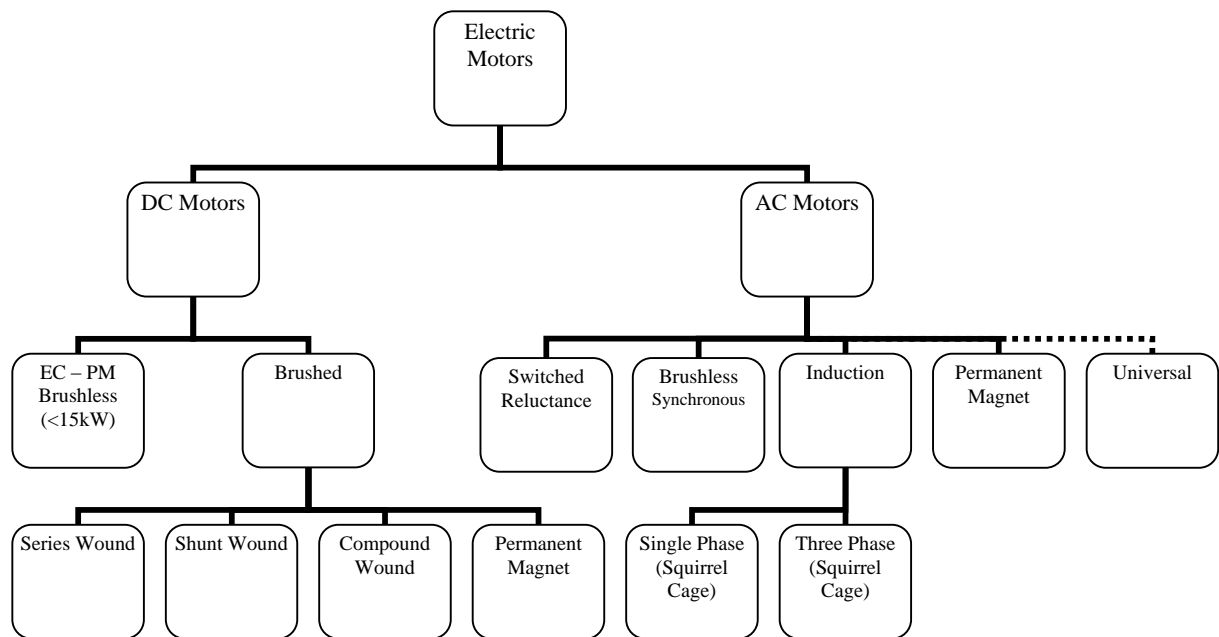 Electric
Motors
DC Motors
AC Motors
EC – PM
Brushless
(<15kW)
Brushed
Switched
Reluctance
Brushless
Synchronous
Induction
Permanent
Magnet
Universal
Series Wound
Shunt Wound
Compound
Wound
Permanent
Magnet
Single Phase
(Squirrel
Cage)
Three Phase
(Squirrel
Cage)